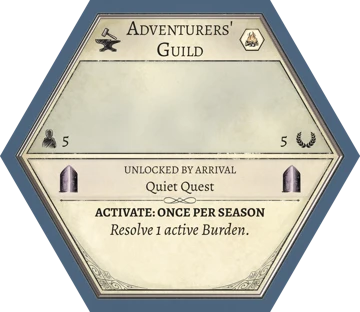 Adventurers'
Guild
5 5
UNLOCKED BY ARRIVAL
Quiet Quest
ACTIVATE: ONCE PER SEASON
Resolve 1 active Burden.